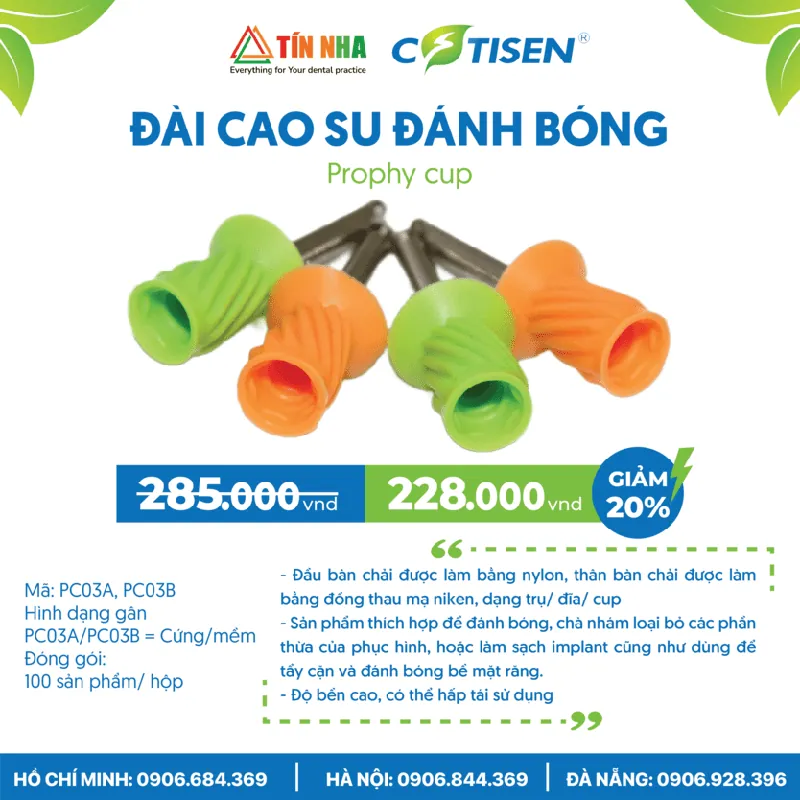 TÍN NHA
Everything for Your dental practice
COTISEN®
ĐÀI CAO SU ĐÁNH BÓNG
Prophy cup
285.000 vnd
228.000 vnd
GIẢM
20%
Mã: PC03A, PC03B
Hình dạng gân
PC03A/PC03B = Cứng/mềm
Đóng gói:
100 sản phẩm/ hộp
- Đầu bàn chải được làm bằng nylon, thân bàn chải được làm
bằng đồng thau mạ niken, dạng trụ/ đĩa/ cup
- Sản phẩm thích hợp để đánh bóng, chà nhám loại bỏ các phần
thừa của phục hình, hoặc làm sạch implant cũng như dùng để
tẩy cặn và đánh bóng bề mặt răng.
- Độ bền cao, có thể hấp tái sử dụng
HỒ CHÍ MINH: 0906.684.369 | HÀ NỘI: 0906.844.369 | ĐÀ NẴNG: 0906.928.396